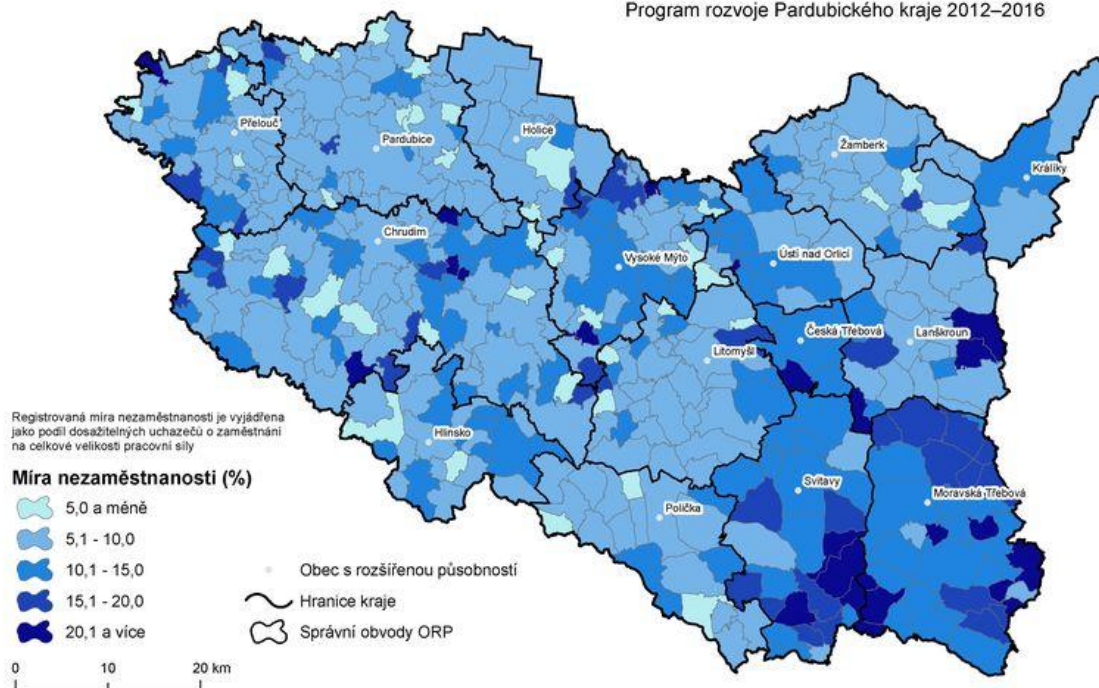 Program rozvoje Pardubického kraje 2012–2016
Přelouč
Pardubice
Holice
Žamberk
Králíky
Chrudim
Vysoké Mýto
Ústí nad Orlicí
Česká Třebová
Lanškroun
Litomyšl
Hlinsko
Svitavy
Moravská Třebová
Polička
Registrovaná míra nezaměstnanosti je vyjádřena
jako podíl dosažitelných uchazečů o zaměstnání
na celkové velikosti pracovní síly
Míra nezaměstnanosti (%)
5,0 a méně
5,1 - 10,0
10,1 - 15,0
15,1 - 20,0
20,1 a více
Obec s rozšířenou působností
Hranice kraje
Správní obvody ORP
0 10 20 km